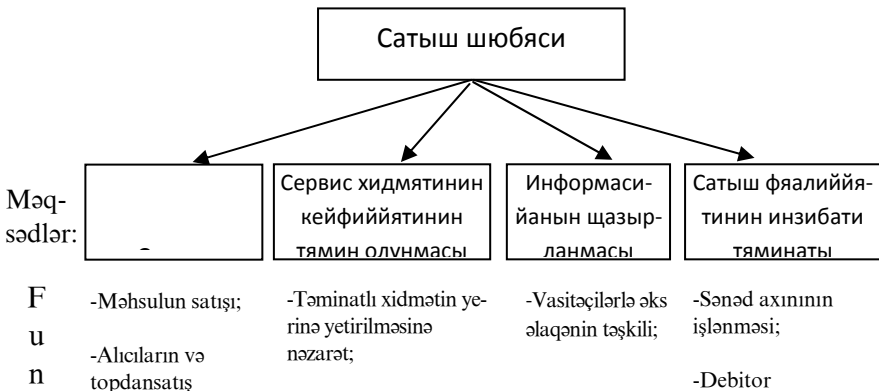 Сатыш шюбяси
Məq-
sədlər:
Сервис хидмятинин
кейфиййятинин
тямин олунмасы
Информаси-
йанын щазыр-
ланмасы
Сатыш фяалиййя-
тинин инзибати
тяминаты
F
u
n
-Məhsulun satışı;
-Alıcıların və
topdansatış
-Təminatlı xidmətin ye-
rinə yetirilməsinə
nəzarət;
-Vasitəçilərlə əks
əlaqənin təşkili;
-Sənəd axınının
işlənməsi;
-Debitor